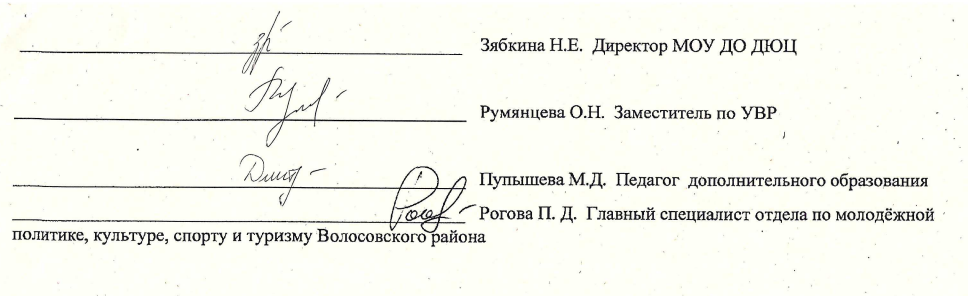 Зябкина Н.Е. Директор МОУ ДО ДЮЦ
Румянцева О.Н. Заместитель по УВР
Пупышева М.Д. Педагог дополнительного образования
Рогова П. Д. Главный специалист отдела по молодёжной
политике, культуре, спорту и туризму Волосовского района